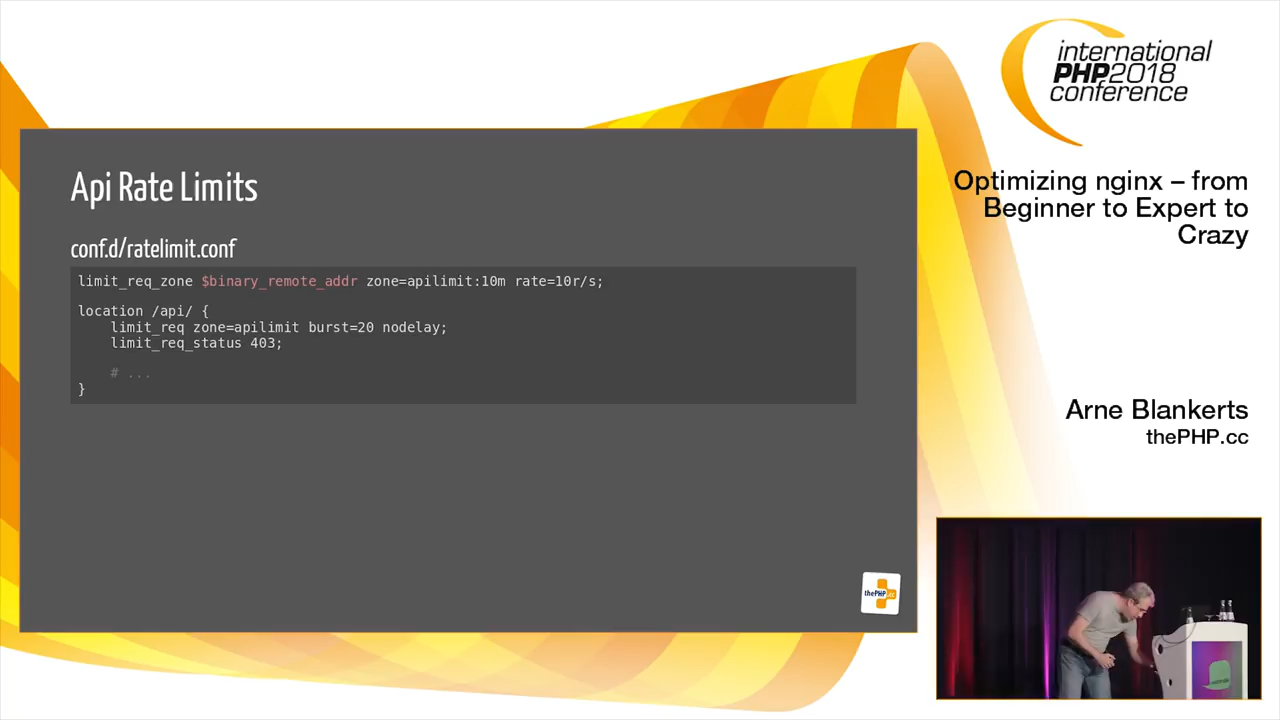 international
PHP2018
conference
Optimizing nginx – from
Beginner to Expert to
Crazy
Arne Blankerts
thePHP.cc
Api Rate Limits
conf.d/ratelimit.conf
limit_req_zone $binary_remote_addr zone=apilimit:10m rate=10r/s;
location /api/ {
    limit_req zone=apilimit burst=20 nodelay;
    limit_req_status 403;
    # ...
}
thePHP.cc